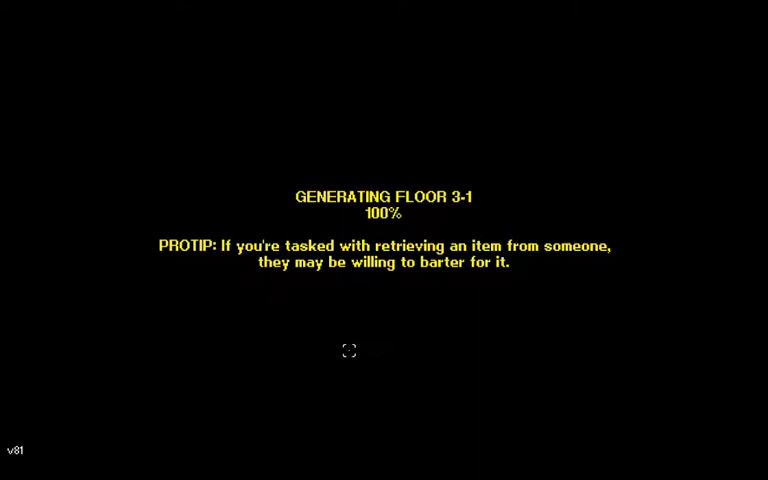 GENERATING FLOOR 3-1
100%
PROTIP: If you're tasked with retrieving an item from someone,
they may be willing to barter for it.
v81